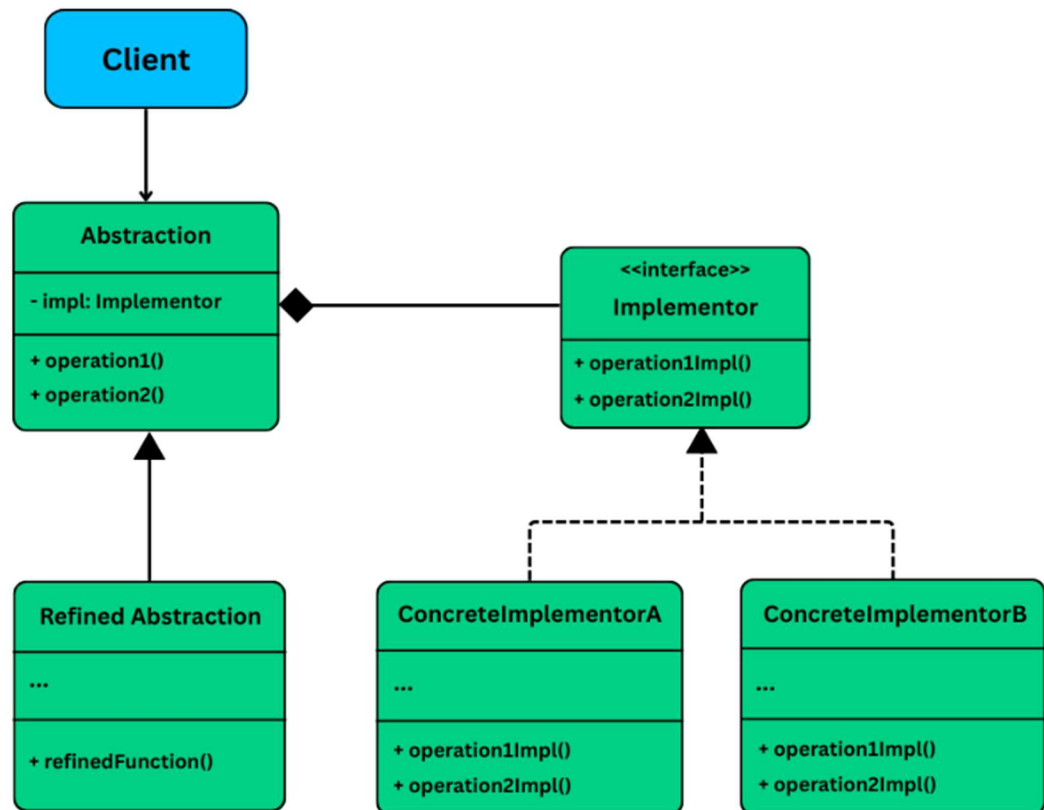 Client
Abstraction
- impl: Implementor
+ operation1()
+ operation2()
<<interface>>
Implementor
+ operation1Impl()
+ operation2Impl()
Refined Abstraction
...
+ refinedFunction()
ConcreteImplementorA
...
+ operation1Impl()
+ operation2Impl()
ConcreteImplementorB
...
+ operation1Impl()
+ operation2Impl()